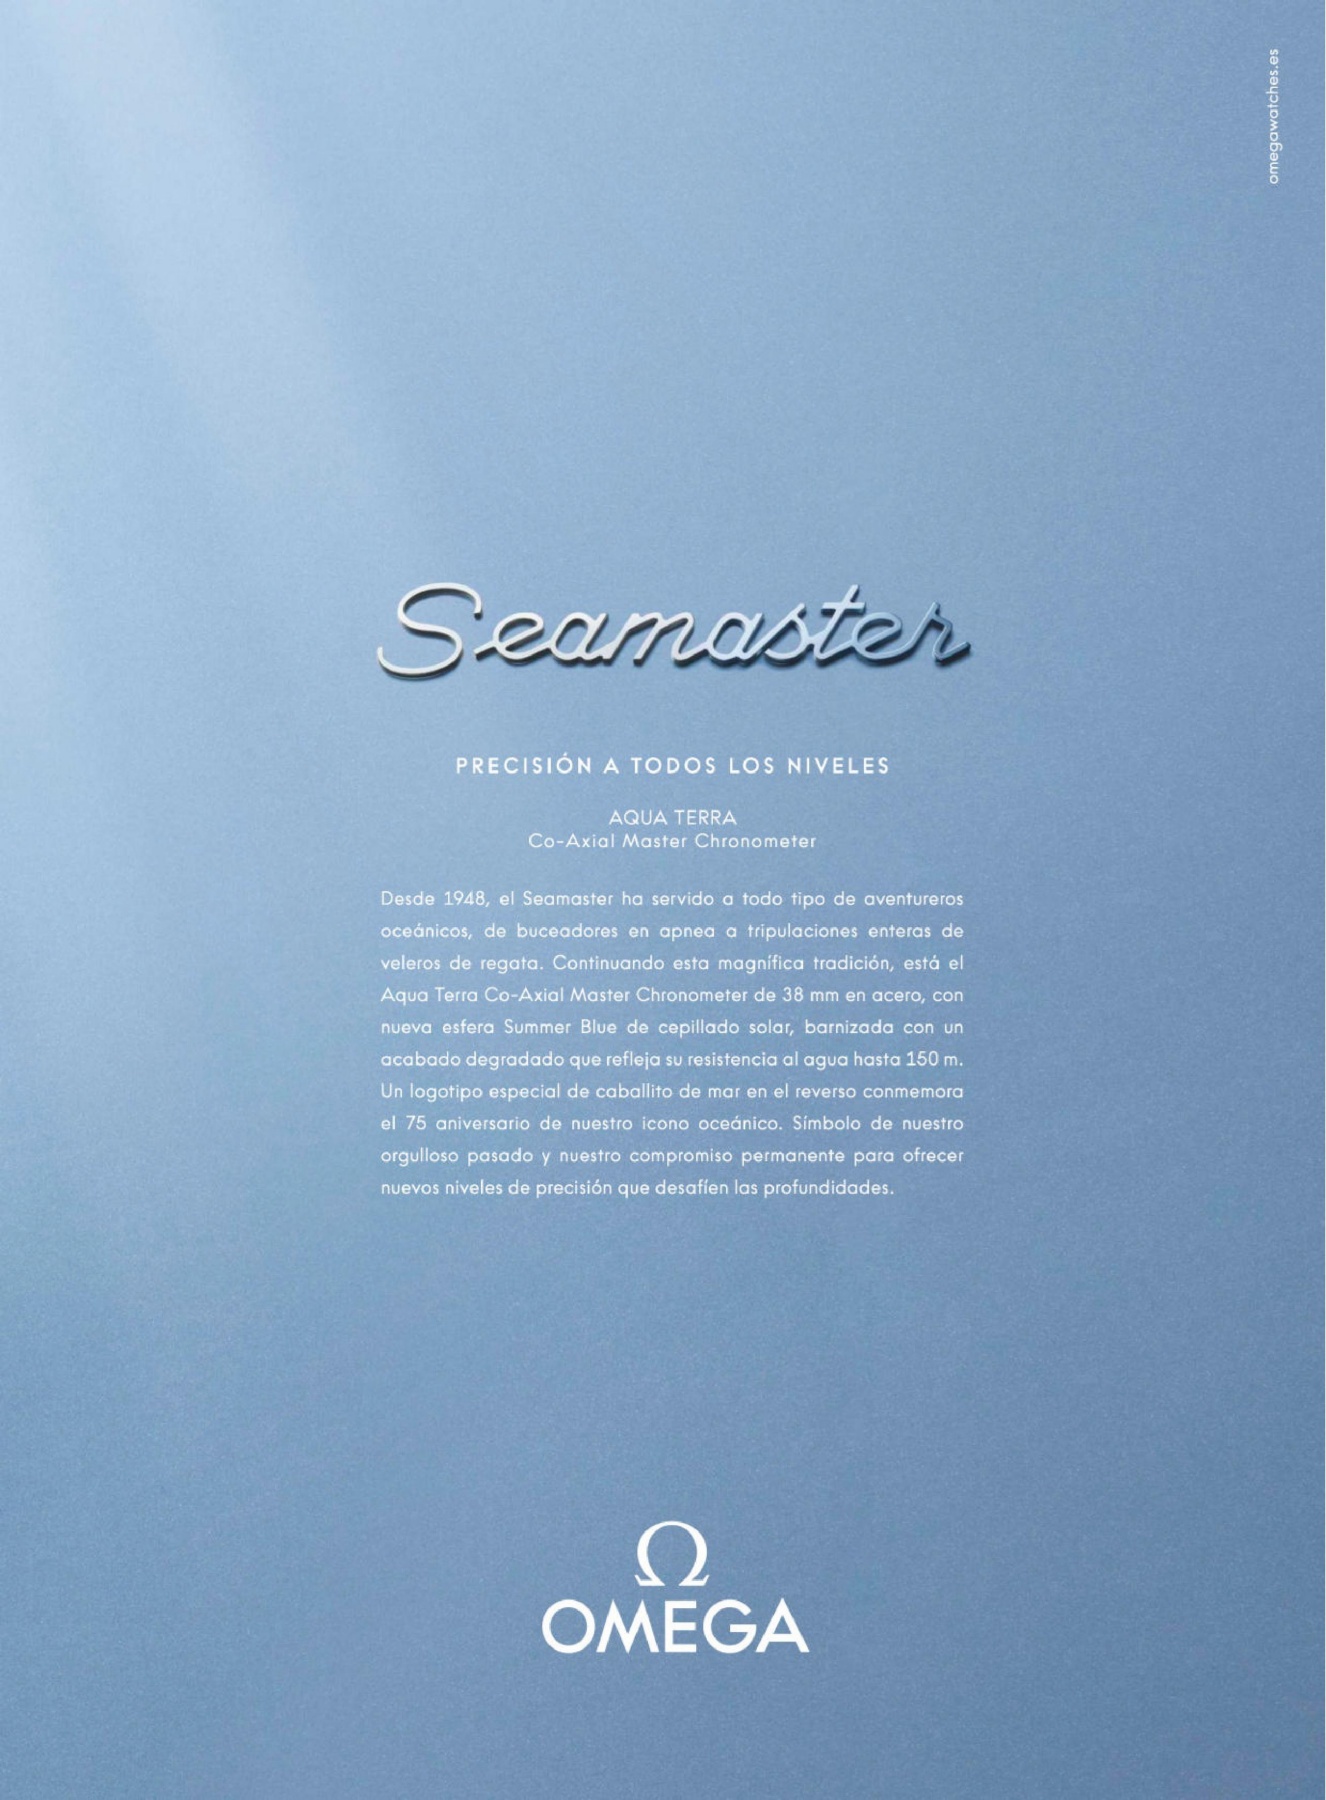 omegawatches.es
Seamaster
PRECISIÓN A TODOS LOS NIVELES
AQUA TERRA
Co-Axial Master Chronometer
Desde 1948, el Seamaster ha servido a todo tipo de aventureros
oceánicos, de buceadores en apnea a tripulaciones enteras de
veleros de regata. Continuando esta magnífica tradición, está el
Aqua Terra Co-Axial Master Chronometer de 38 mm en acero, con
nueva esfera Summer Blue de cepillado solar, barnizada con un
acabado degradado que refleja su resistencia al agua hasta 150 m.
Un logotipo especial de caballito de mar en el reverso conmemora
el 75 aniversario de nuestro icono oceánico. Símbolo de nuestro
orgulloso pasado y nuestro compromiso permanente para ofrecer
nuevos niveles de precisión que desafíen las profundidades.
Ω
OMEGA